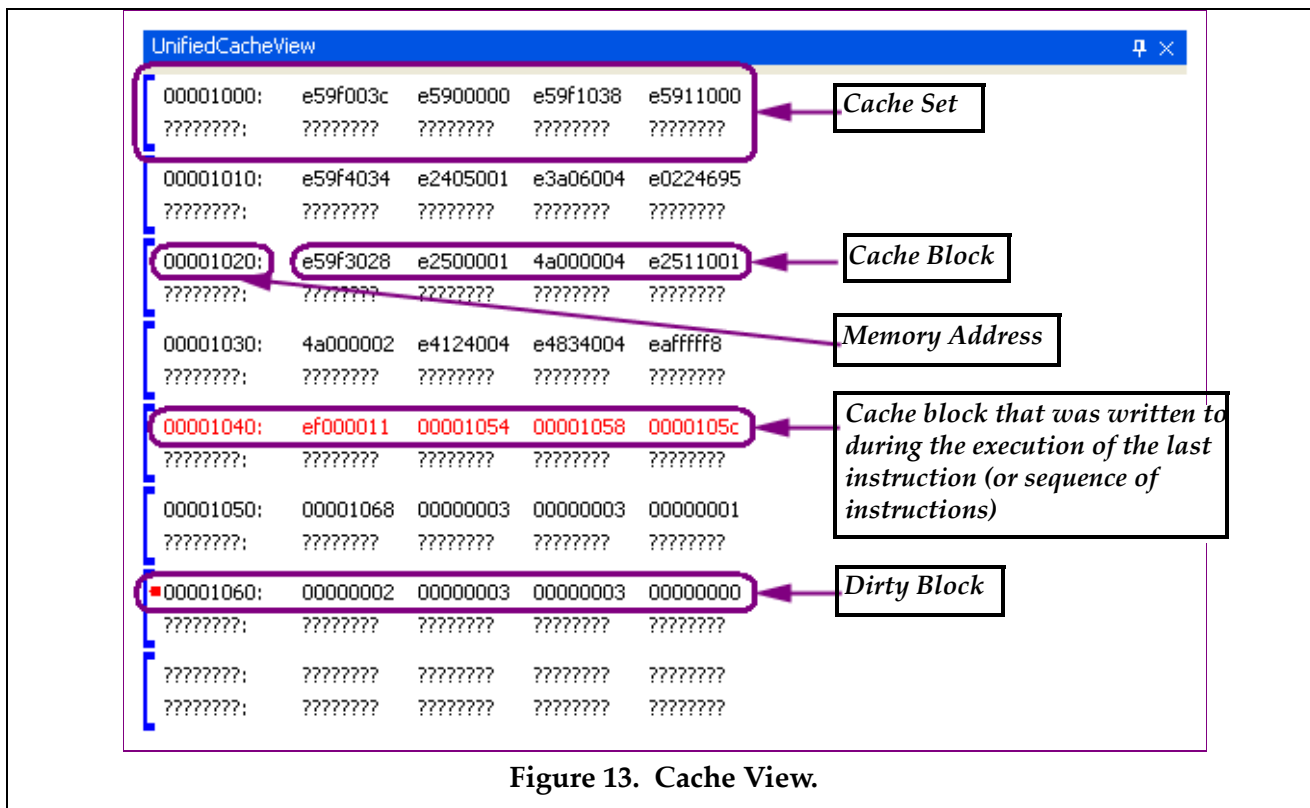 UnifiedCacheView
00001000: e59f003c e5900000 e59f1038 e5911000
????????: ???????? ???????? ???????? ????????
Cache Set
00001010: e59f4034 e2405001 e3a06004 e0224695
????????: ???????? ???????? ???????? ????????
00001020: e59f3028 e2500001 4a000004 e2511001
????????: ???????? ???????? ???????? ????????
Cache Block
Memory Address
00001030: 4a000002 e4124004 e4834004 eafffff8
????????: ???????? ???????? ???????? ????????
00001040: ef000011 00001054 00001058 0000105c
????????: ???????? ???????? ???????? ????????
Cache block that was written to
during the execution of the last
instruction (or sequence of
instructions)
00001050: 00001068 00000003 00000003 00000001
????????: ???????? ???????? ???????? ????????
00001060: 00000002 00000003 00000003 00000000
????????: ???????? ???????? ???????? ????????
Dirty Block
????????: ???????? ???????? ???????? ????????
????????: ???????? ???????? ???????? ????????
Figure 13. Cache View.